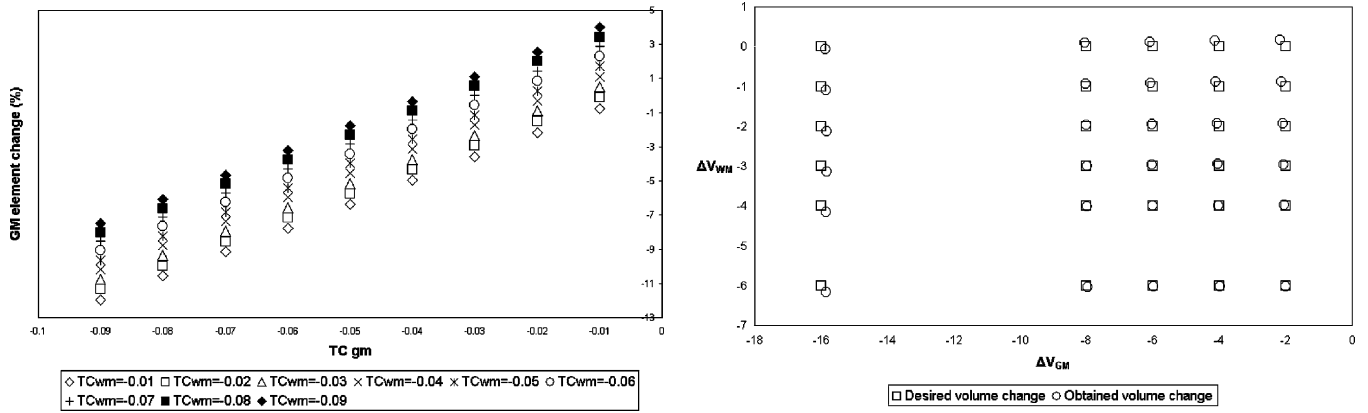 5
3
1
-1
-3
-5
-7
-9
-11
-13
GM element change (%)
-0.1 -0.09 -0.08 -0.07 -0.06 -0.05 -0.04 -0.03 -0.02 -0.01 0
TC gm
TCwm=-0.01 TCwm=-0.02 TCwm=-0.03 TCwm=-0.04 TCwm=-0.05 TCwm=-0.06
TCwm=-0.07 TCwm=-0.08 TCwm=-0.09
1
0
-1
-2
-3
-4
-5
-6
-7
ΔVWM
-18 -16 -14 -12 -10 -8 -6 -4 -2 0
ΔVGM
Desired volume change Obtained volume change